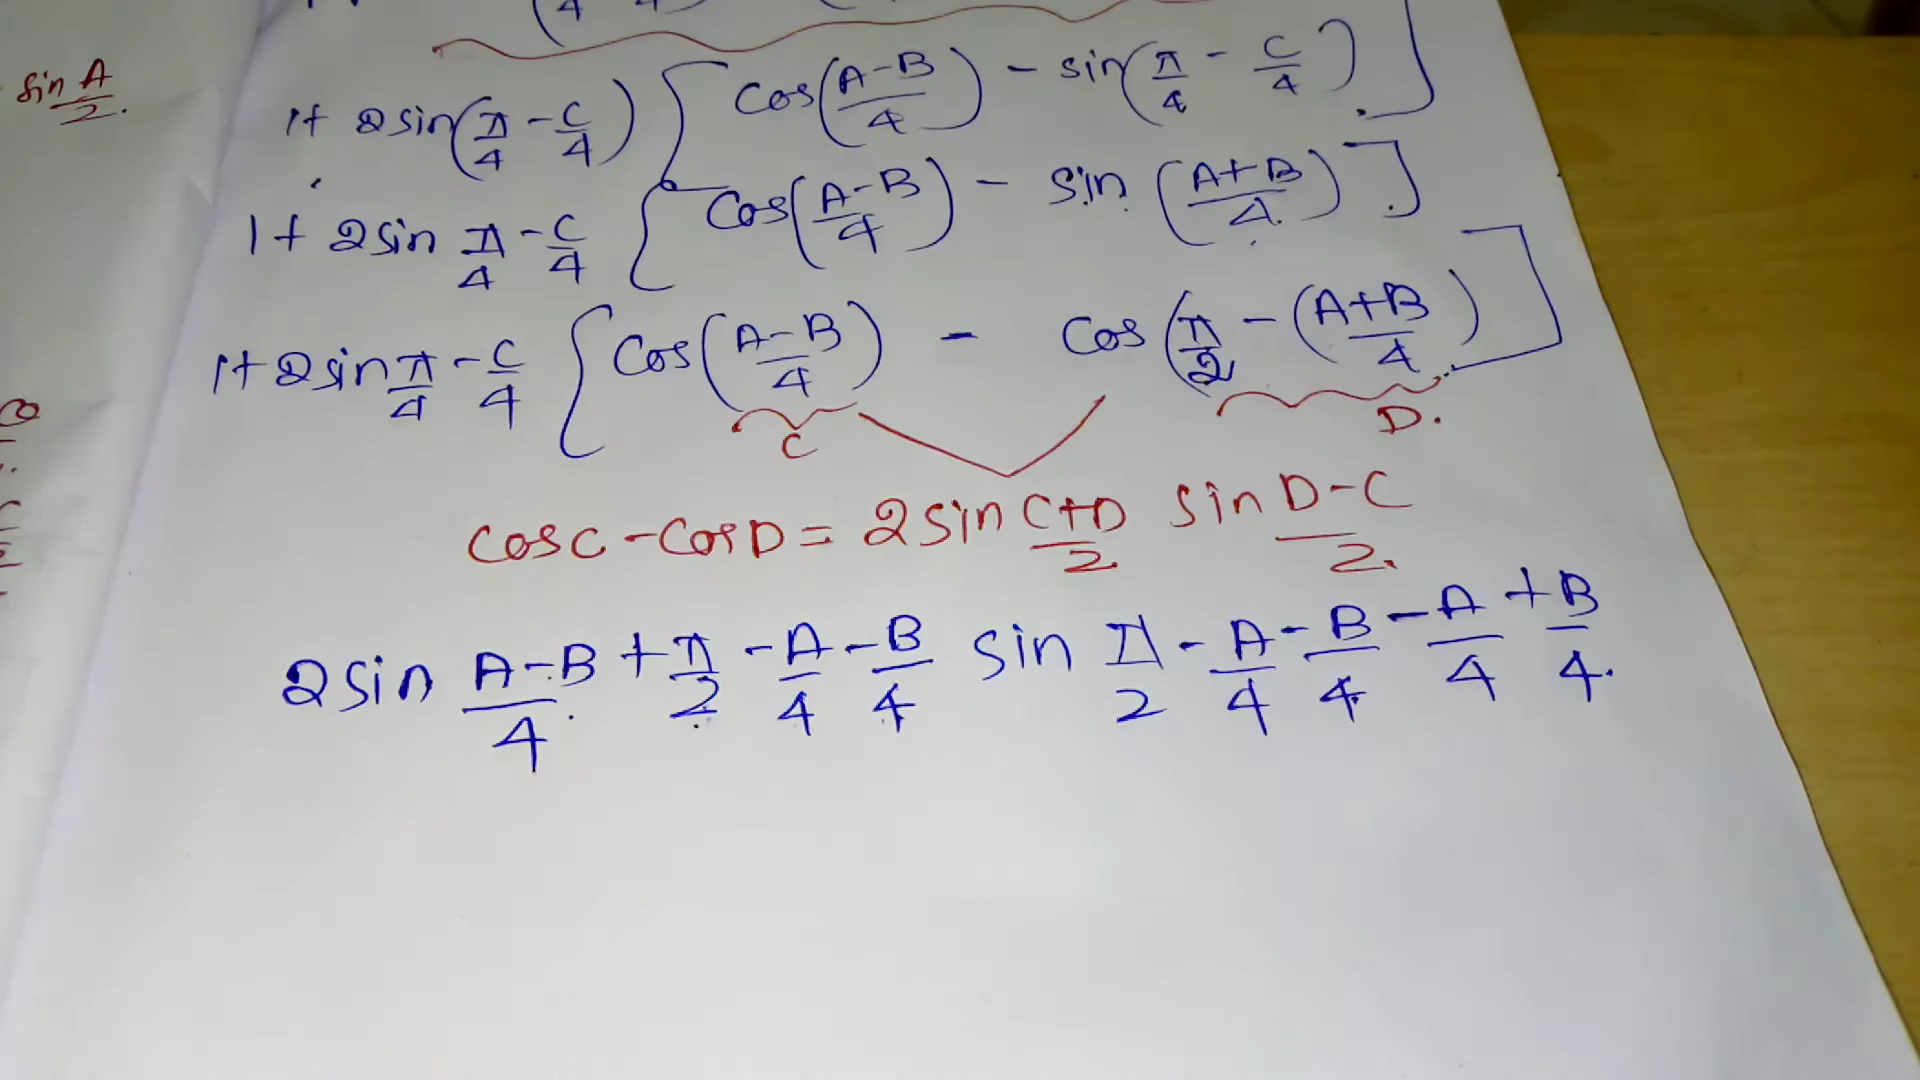 sin A/2.
1+ 2sin(π/4 - C/4) [ cos(A-B/4) - sin(π/4 - C/4) ]
1+ 2sin π/4 - C/4 [ cos(A-B/4) - sin (A+B/4) ]
1+ 2sin π/4 - C/4 [ cos(A-B/4) - cos (π/2 - (A+B/4) ]
C D.
cosC - cosD = 2sin C+D/2 sin D-C/2.
2sin A-B/4 + π/2 - A/4 - B/4 sin π/2 - A/4 - B/4 - A/4 + B/4.